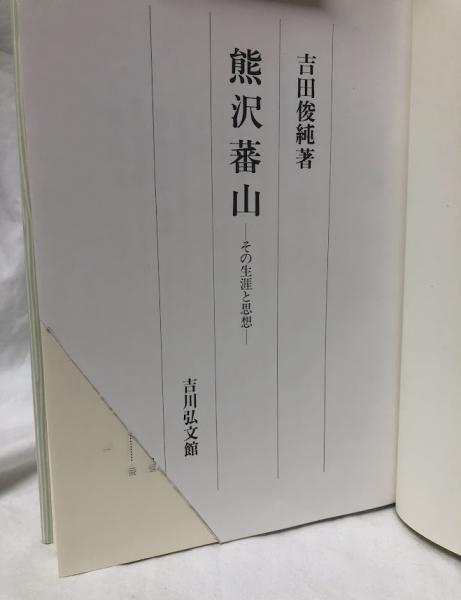 吉田俊純著
熊沢蕃山
―その生涯と思想―
吉川弘文館